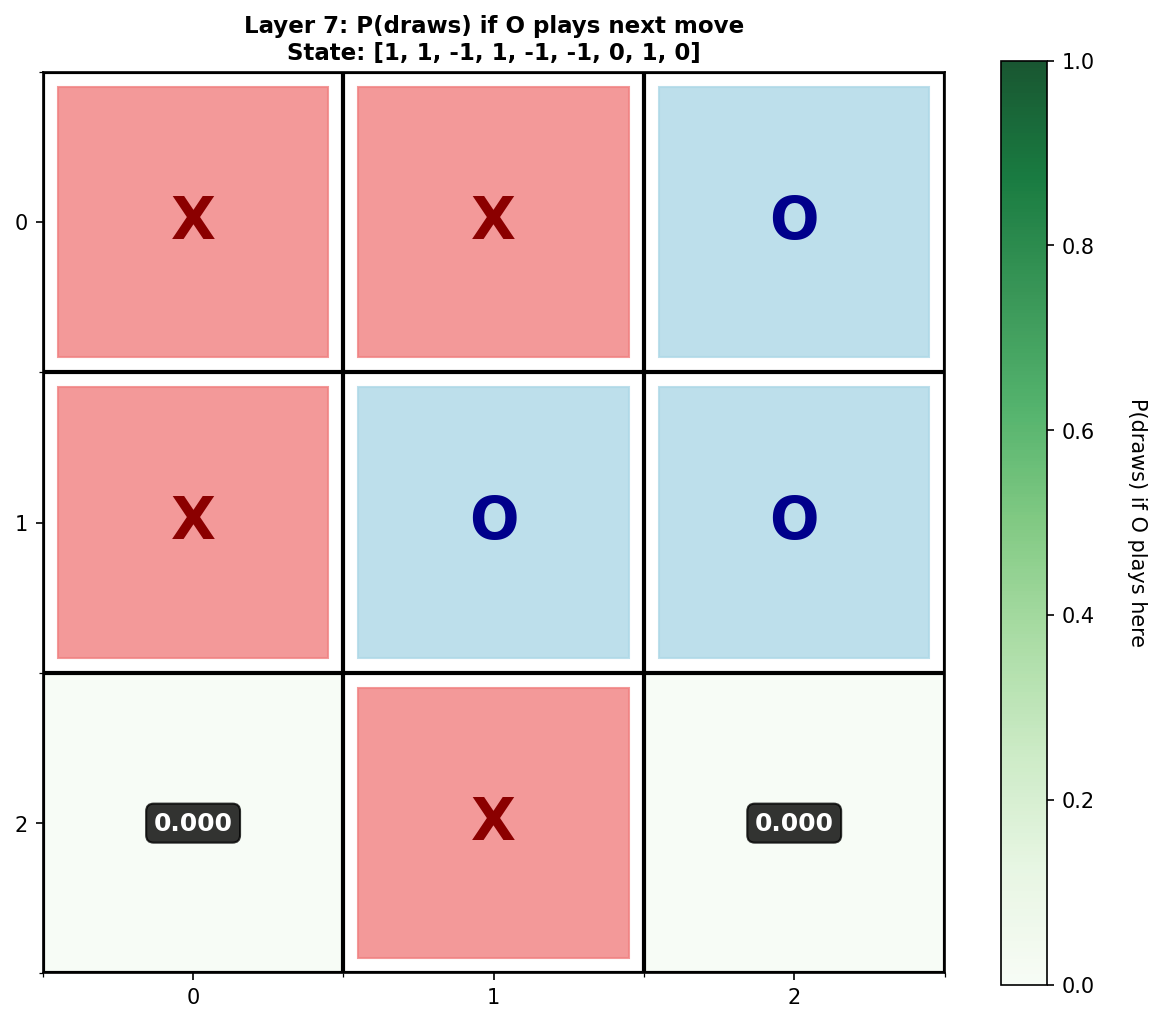 Layer 7: P(draws) if O plays next move
State: [1, 1, -1, 1, -1, -1, 0, 1, 0]
X X O
X O O
0.000 X 0.000
0
1
2
0 1 2
1.0
0.8
0.6
0.4
0.2
0.0
P(draws) if O plays here